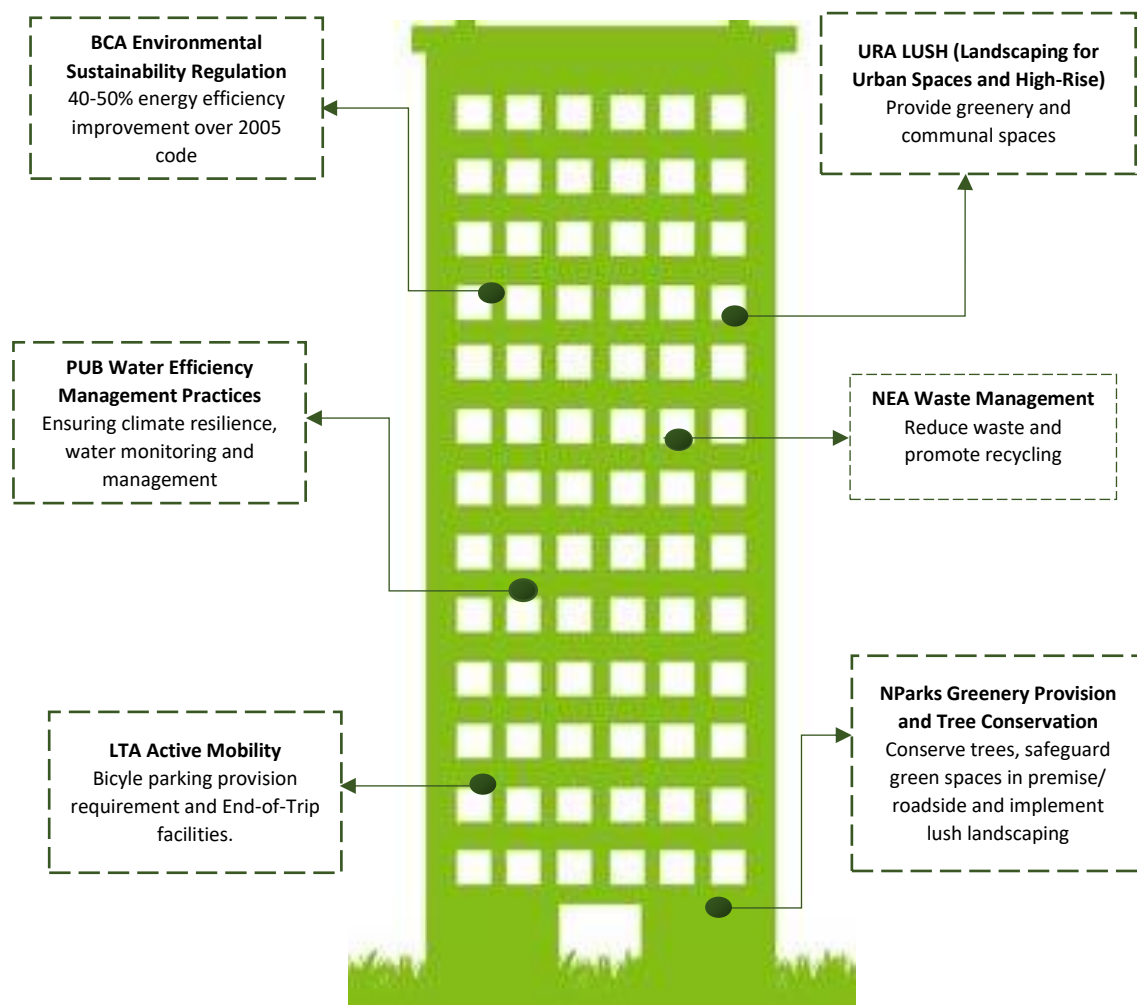 BCA Environmental
Sustainability Regulation
40-50% energy efficiency
improvement over 2005
code
URA LUSH (Landscaping for
Urban Spaces and High-Rise)
Provide greenery and
communal spaces
PUB Water Efficiency
Management Practices
Ensuring climate resilience,
water monitoring and
management
NEA Waste Management
Reduce waste and
promote recycling
LTA Active Mobility
Bicyle parking provision
requirement and End-of-Trip
facilities.
NParks Greenery Provision
and Tree Conservation
Conserve trees, safeguard
green spaces in premise/
roadside and implement
lush landscaping